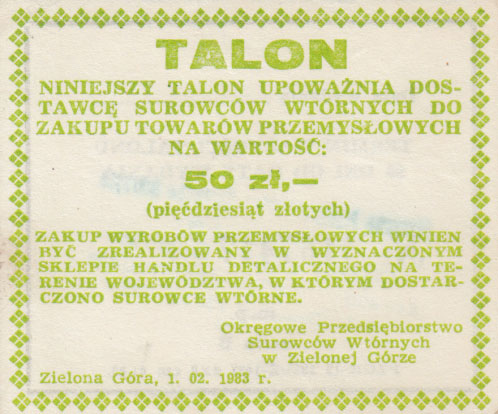 TALON
NINIEJSZY TALON UPOWAŻNIA DOS-
TAWCĘ SUROWCÓW WTÓRNYCH DO
ZAKUPU TOWARÓW PRZEMYSŁOWYCH
NA WARTOŚĆ:
50 zł,—
(pięćdziesiąt złotych)
ZAKUP WYROBÓW PRZEMYSŁOWYCH WINIEN
BYĆ ZREALIZOWANY W WYZNACZONYM
SKLEPIE HANDLU DETALICZNEGO NA TE-
RENIE WOJEWÓDZTWA, W KTÓRYM DOSTAR-
CZONO SUROWCE WTÓRNE.
Okręgowe Przedsiębiorstwo
Surowców Wtórnych
w Zielonej Górze
Zielona Góra, 1. 02. 1983 r.